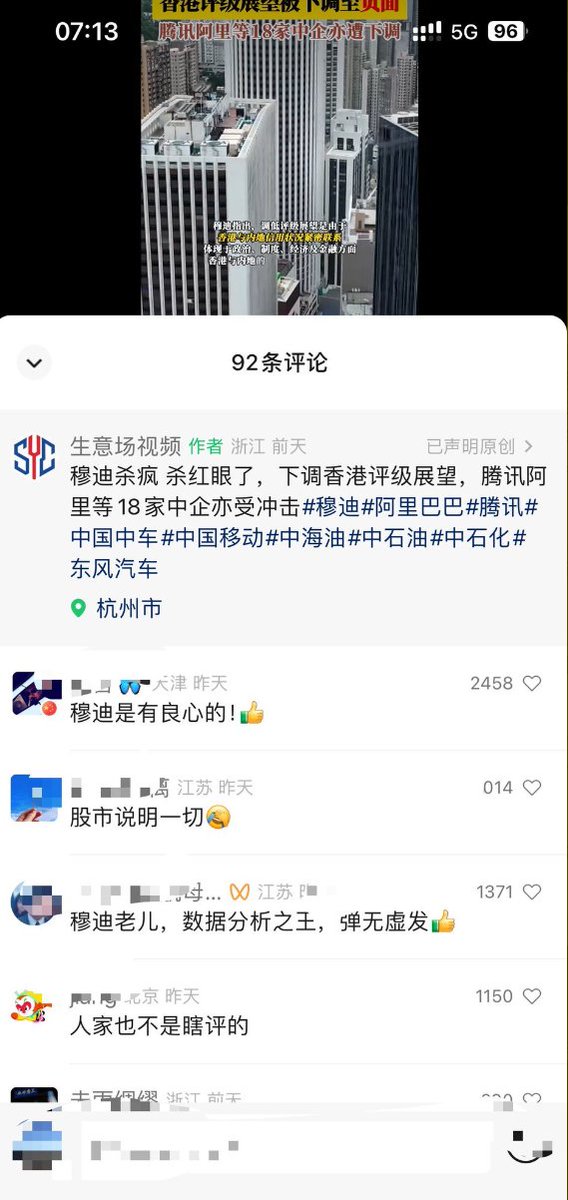 07:13
5G 96
香港评级展望被下调至负面
腾讯阿里等18家中企亦遭下调
穆迪指出，调低评级展望是由于
香港与内地信用状况紧密联系
体现于政治、制度、经济及金融方面
香港与内地的
92条评论
SYC
生意场视频 作者 浙江 前天
已声明原创
穆迪杀疯 杀红眼了，下调香港评级展望，腾讯阿
里等18家中企亦受冲击#穆迪#阿里巴巴#腾讯#
中国中车#中国移动#中海油#中石油#中石化#
东风汽车
杭州市
天津 昨天
2458
穆迪是有良心的!👍
江苏 昨天
014
股市说明一切😂
江苏
1371
穆迪老儿，数据分析之王，弹无虚发👍
北京 昨天
1150
人家也不是瞎评的
浙江 前天